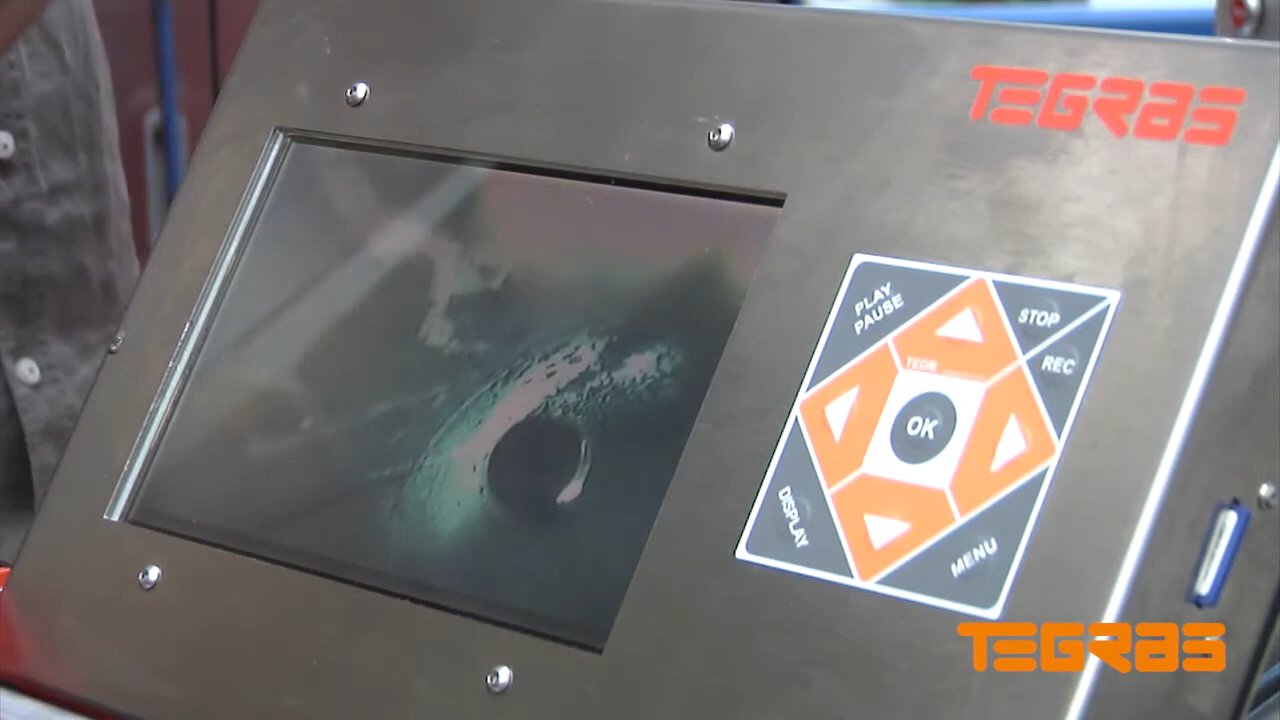 TEGRAS
PLAY
PAUSE
STOP
REC
OK
DISPLAY
MENU
TEGRAS